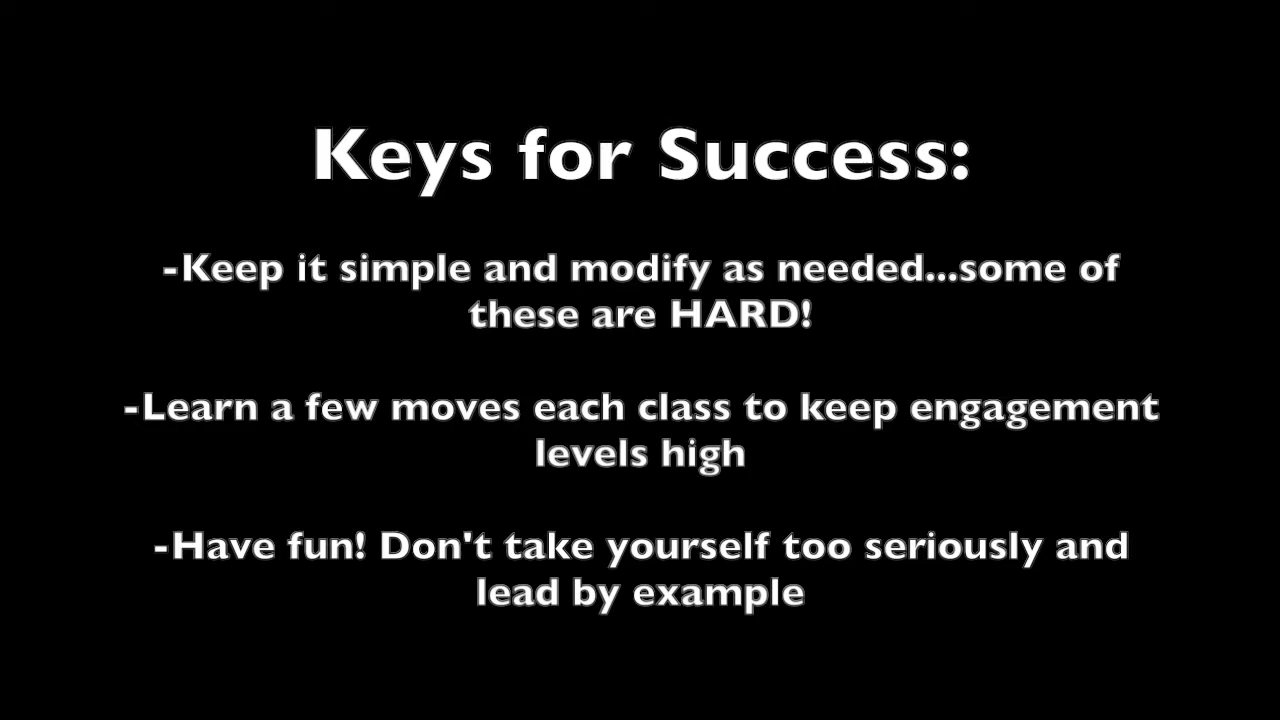 Keys for Success:
-Keep it simple and modify as needed...some of
these are HARD!
-Learn a few moves each class to keep engagement
levels high
-Have fun! Don't take yourself too seriously and
lead by example